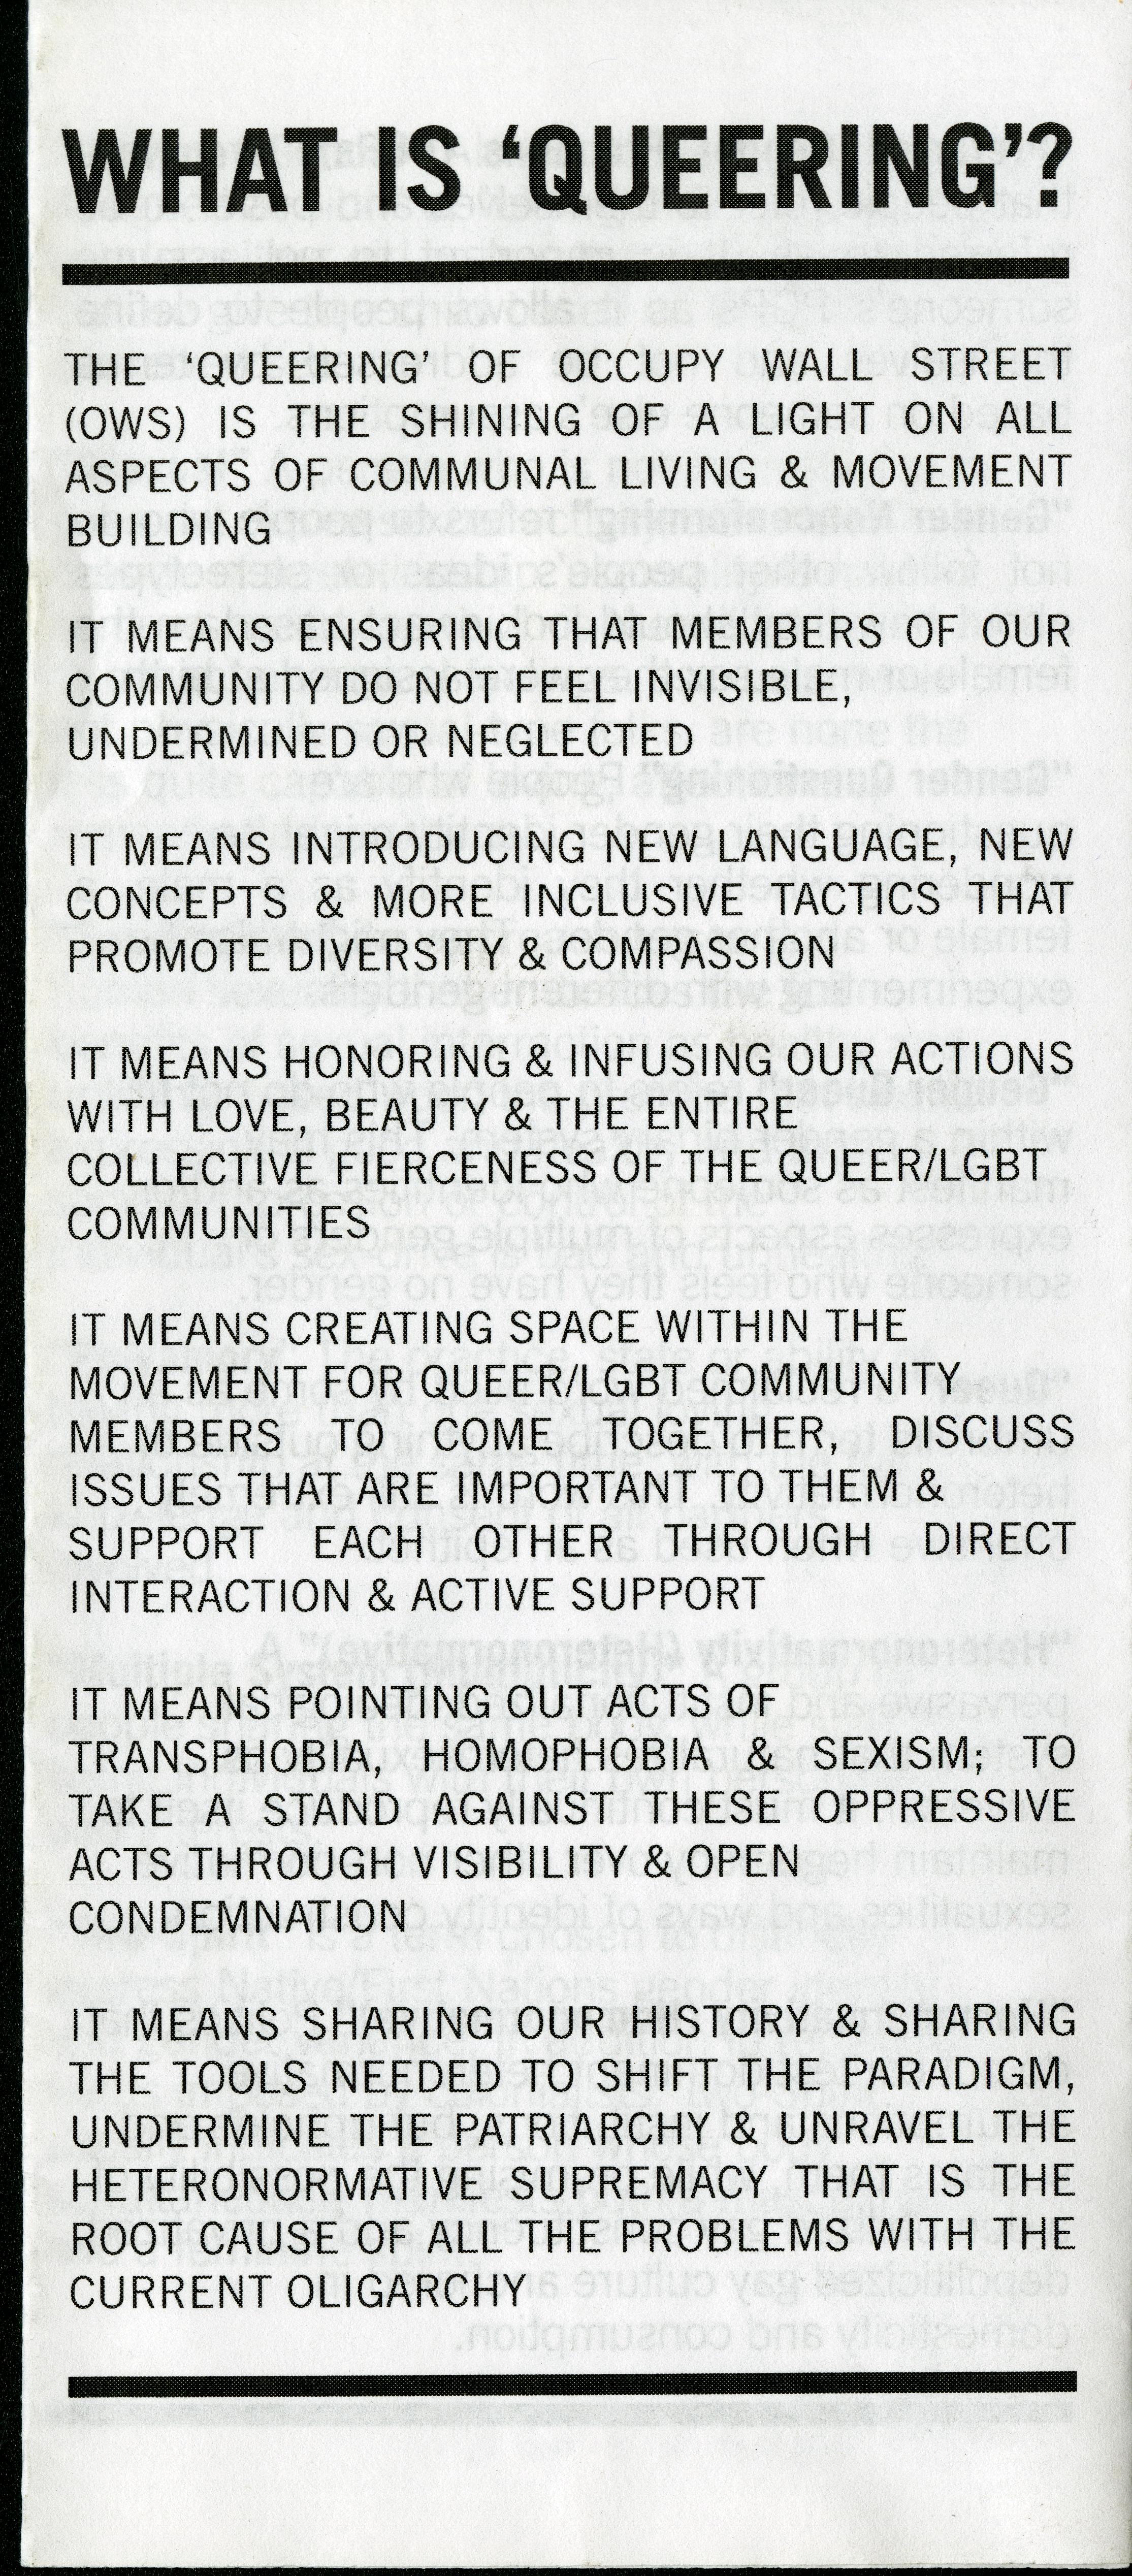 WHAT IS ‘QUEERING’?
THE ‘QUEERING’ OF OCCUPY WALL STREET
(OWS) IS THE SHINING OF A LIGHT ON ALL
ASPECTS OF COMMUNAL LIVING & MOVEMENT
BUILDING
IT MEANS ENSURING THAT MEMBERS OF OUR
COMMUNITY DO NOT FEEL INVISIBLE,
UNDERMINED OR NEGLECTED
IT MEANS INTRODUCING NEW LANGUAGE, NEW
CONCEPTS & MORE INCLUSIVE TACTICS THAT
PROMOTE DIVERSITY & COMPASSION
IT MEANS HONORING & INFUSING OUR ACTIONS
WITH LOVE, BEAUTY & THE ENTIRE
COLLECTIVE FIERCENESS OF THE QUEER/LGBT
COMMUNITIES
IT MEANS CREATING SPACE WITHIN THE
MOVEMENT FOR QUEER/LGBT COMMUNITY
MEMBERS TO COME TOGETHER, DISCUSS
ISSUES THAT ARE IMPORTANT TO THEM &
SUPPORT EACH OTHER THROUGH DIRECT
INTERACTION & ACTIVE SUPPORT
IT MEANS POINTING OUT ACTS OF
TRANSPHOBIA, HOMOPHOBIA & SEXISM; TO
TAKE A STAND AGAINST THESE OPPRESSIVE
ACTS THROUGH VISIBILITY & OPEN
CONDEMNATION
IT MEANS SHARING OUR HISTORY & SHARING
THE TOOLS NEEDED TO SHIFT THE PARADIGM,
UNDERMINE THE PATRIARCHY & UNRAVEL THE
HETERONORMATIVE SUPREMACY THAT IS THE
ROOT CAUSE OF ALL THE PROBLEMS WITH THE
CURRENT OLIGARCHY